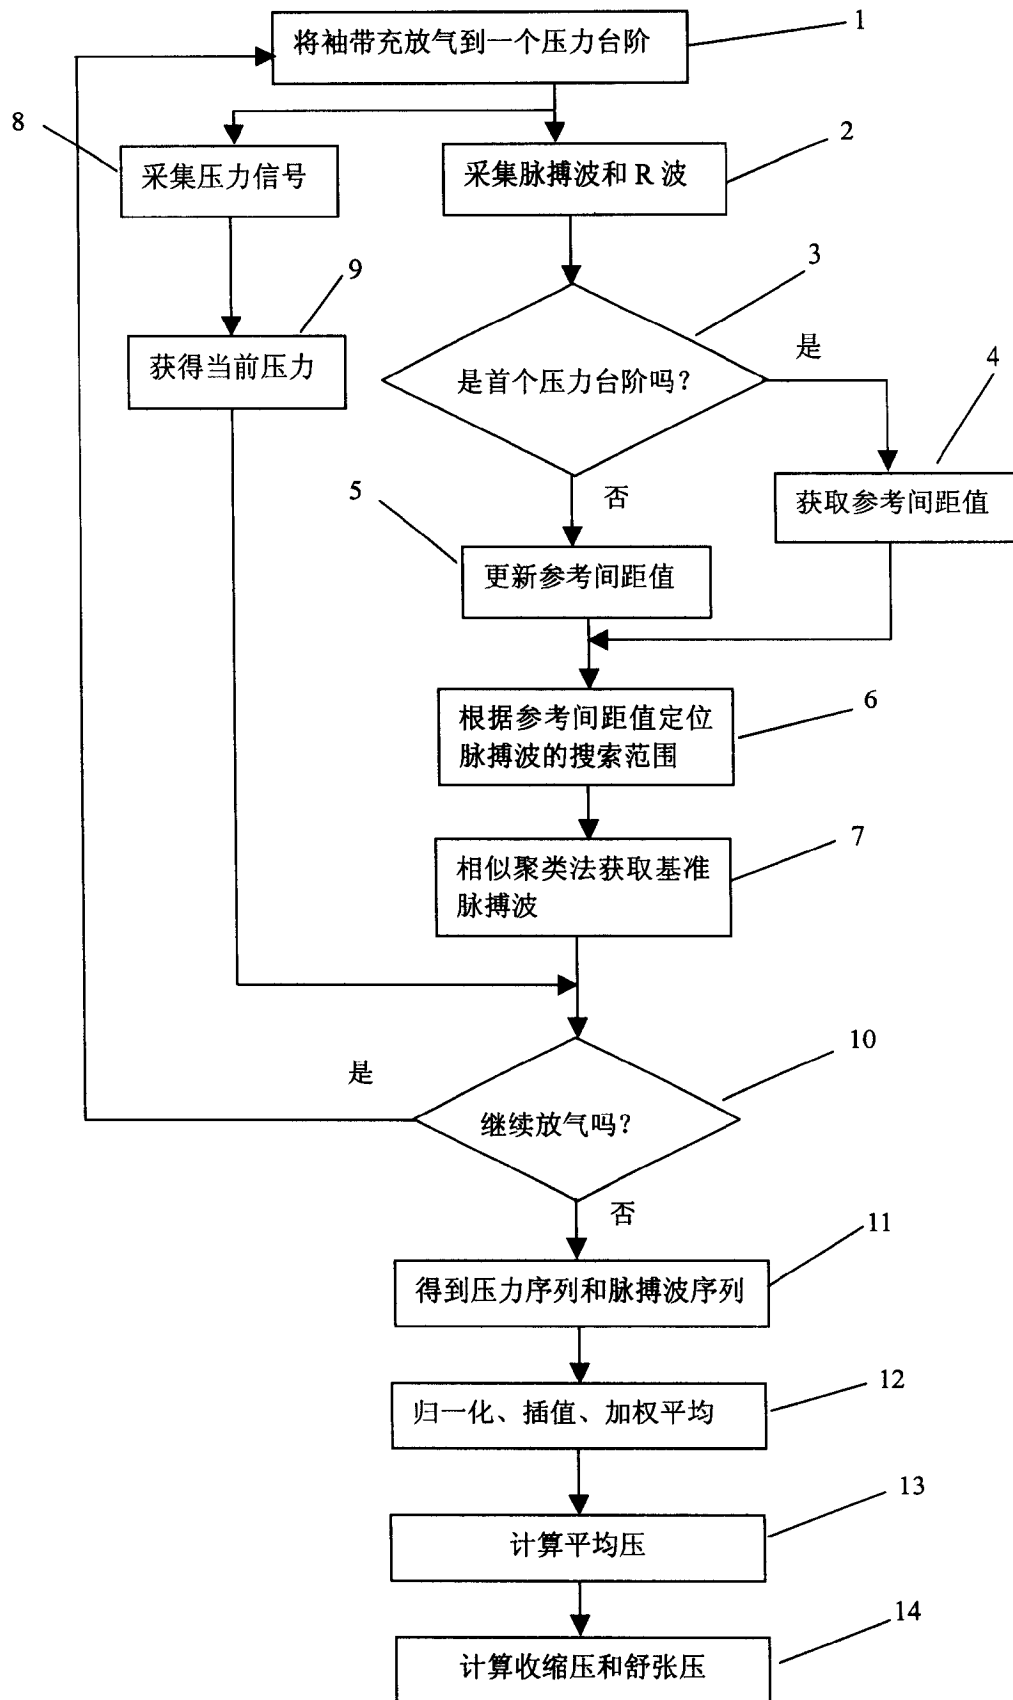 将袖带充放气到一个压力台阶
1
8
采集压力信号
采集脉搏波和 R 波
2
9
获得当前压力
3
是首个压力台阶吗?
是
4
获取参考间距值
否
5
更新参考间距值
根据参考间距值定位
脉搏波的搜索范围
6
相似聚类法获取基准
脉搏波
7
是
继续放气吗?
10
否
11
得到压力序列和脉搏波序列
归一化、插值、加权平均
12
13
计算平均压
14
计算收缩压和舒张压